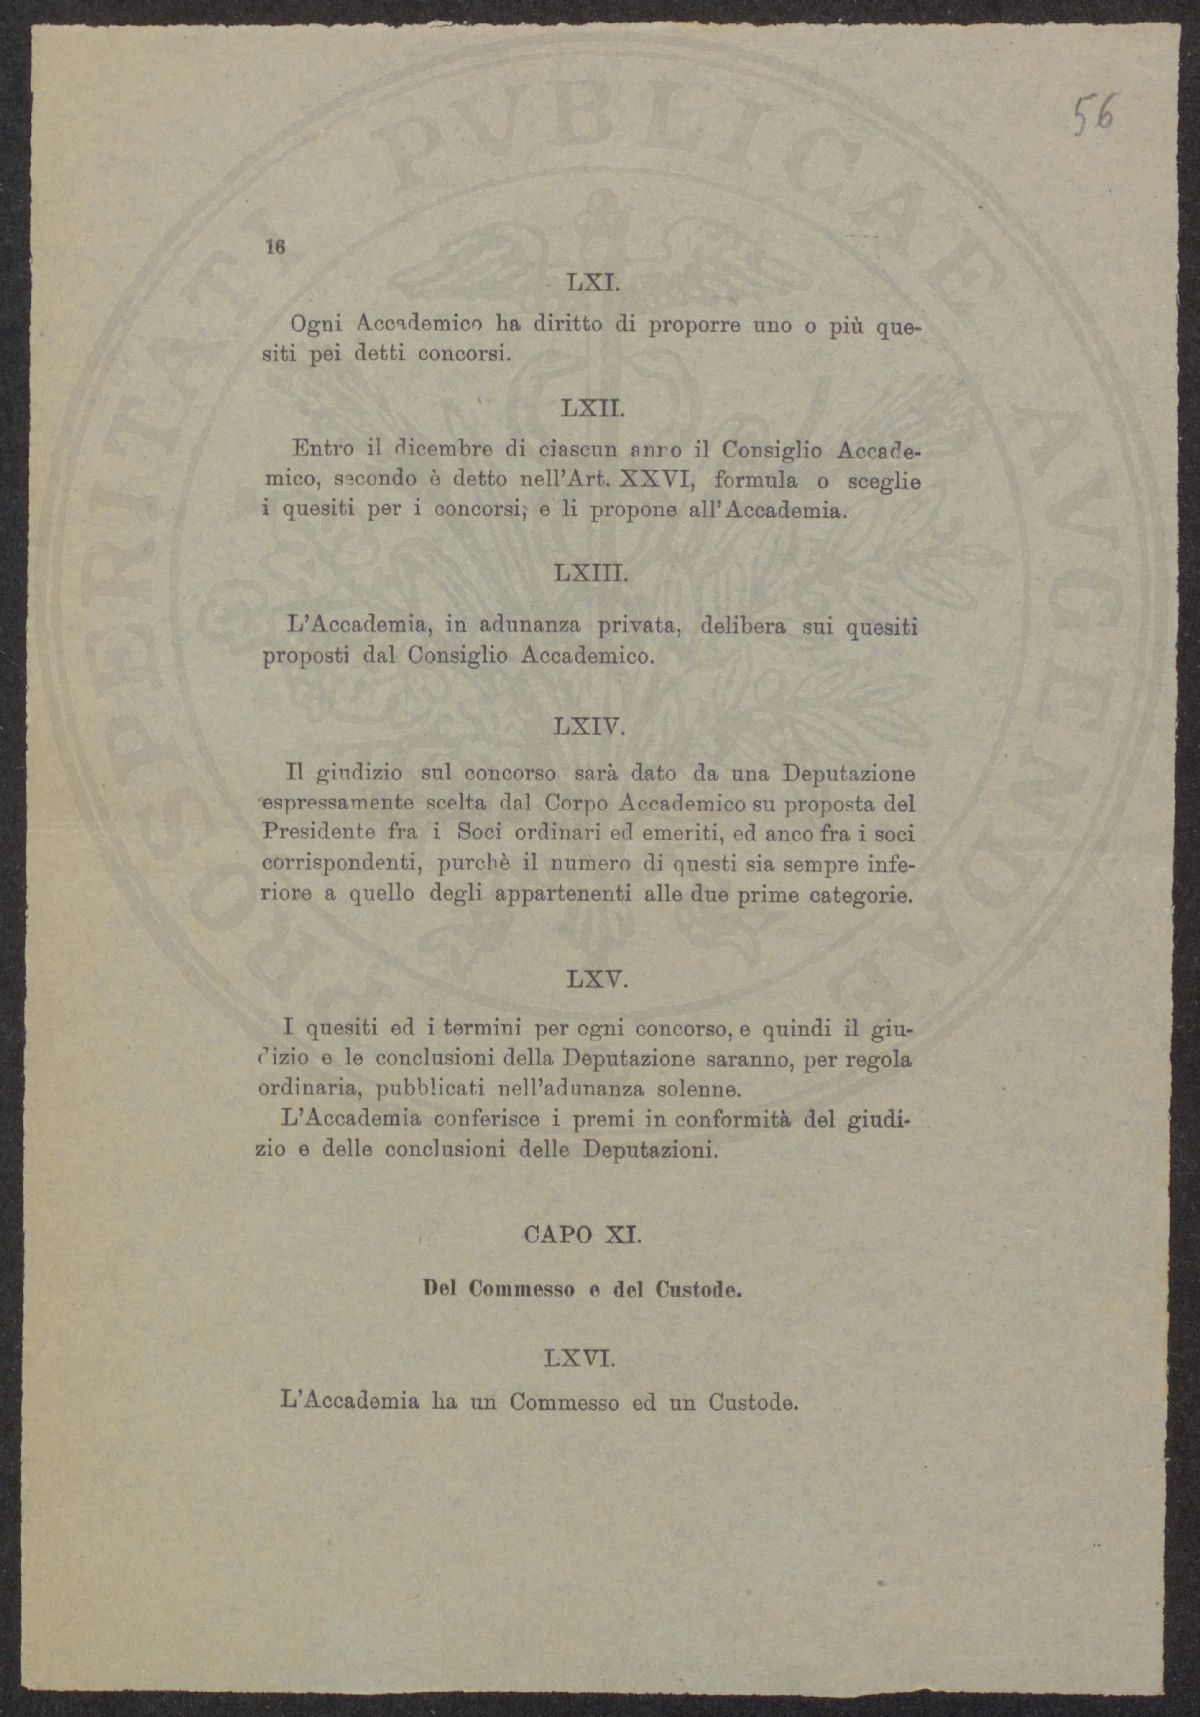 56
16
LXI.
Ogni Accademico ha diritto di proporre uno o più que-
siti pei detti concorsi.
LXII.
Entro il dicembre di ciascun anno il Consiglio Accade-
mico, secondo è detto nell'Art. XXVI, formula o sceglie
i quesiti per i concorsi, e li propone all'Accademia.
LXIII.
L'Accademia, in adunanza privata, delibera sui quesiti
proposti dal Consiglio Accademico.
LXIV.
Il giudizio sul concorso sarà dato da una Deputazione
espressamente scelta dal Corpo Accademico su proposta del
Presidente fra i Soci ordinari ed emeriti, ed anco fra i soci
corrispondenti, purchè il numero di questi sia sempre infe-
riore a quello degli appartenenti alle due prime categorie.
LXV.
I quesiti ed i termini per ogni concorso, e quindi il giu-
dizio e le conclusioni della Deputazione saranno, per regola
ordinaria, pubblicati nell'adunanza solenne.
L'Accademia conferisce i premi in conformità del giudi-
zio e delle conclusioni delle Deputazioni.
CAPO XI.
Del Commesso e del Custode.
LXVI.
L'Accademia ha un Commesso ed un Custode.
PROSPERITATI PVBLICAE AVGENDAE